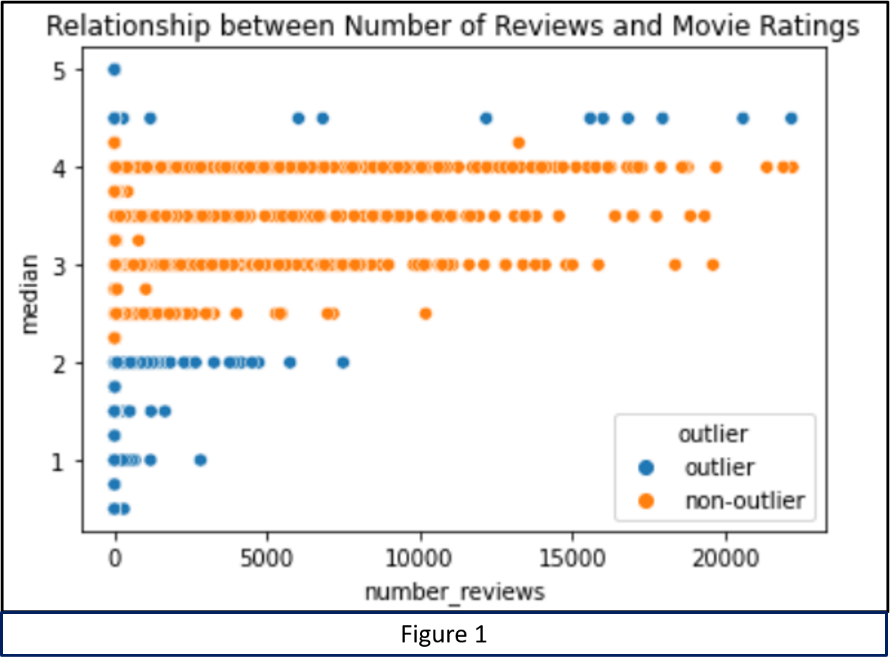 Relationship between Number of Reviews and Movie Ratings
5
4
3
2
1
median
outlier
outlier
non-outlier
0 5000 10000 15000 20000
number_reviews
Figure 1